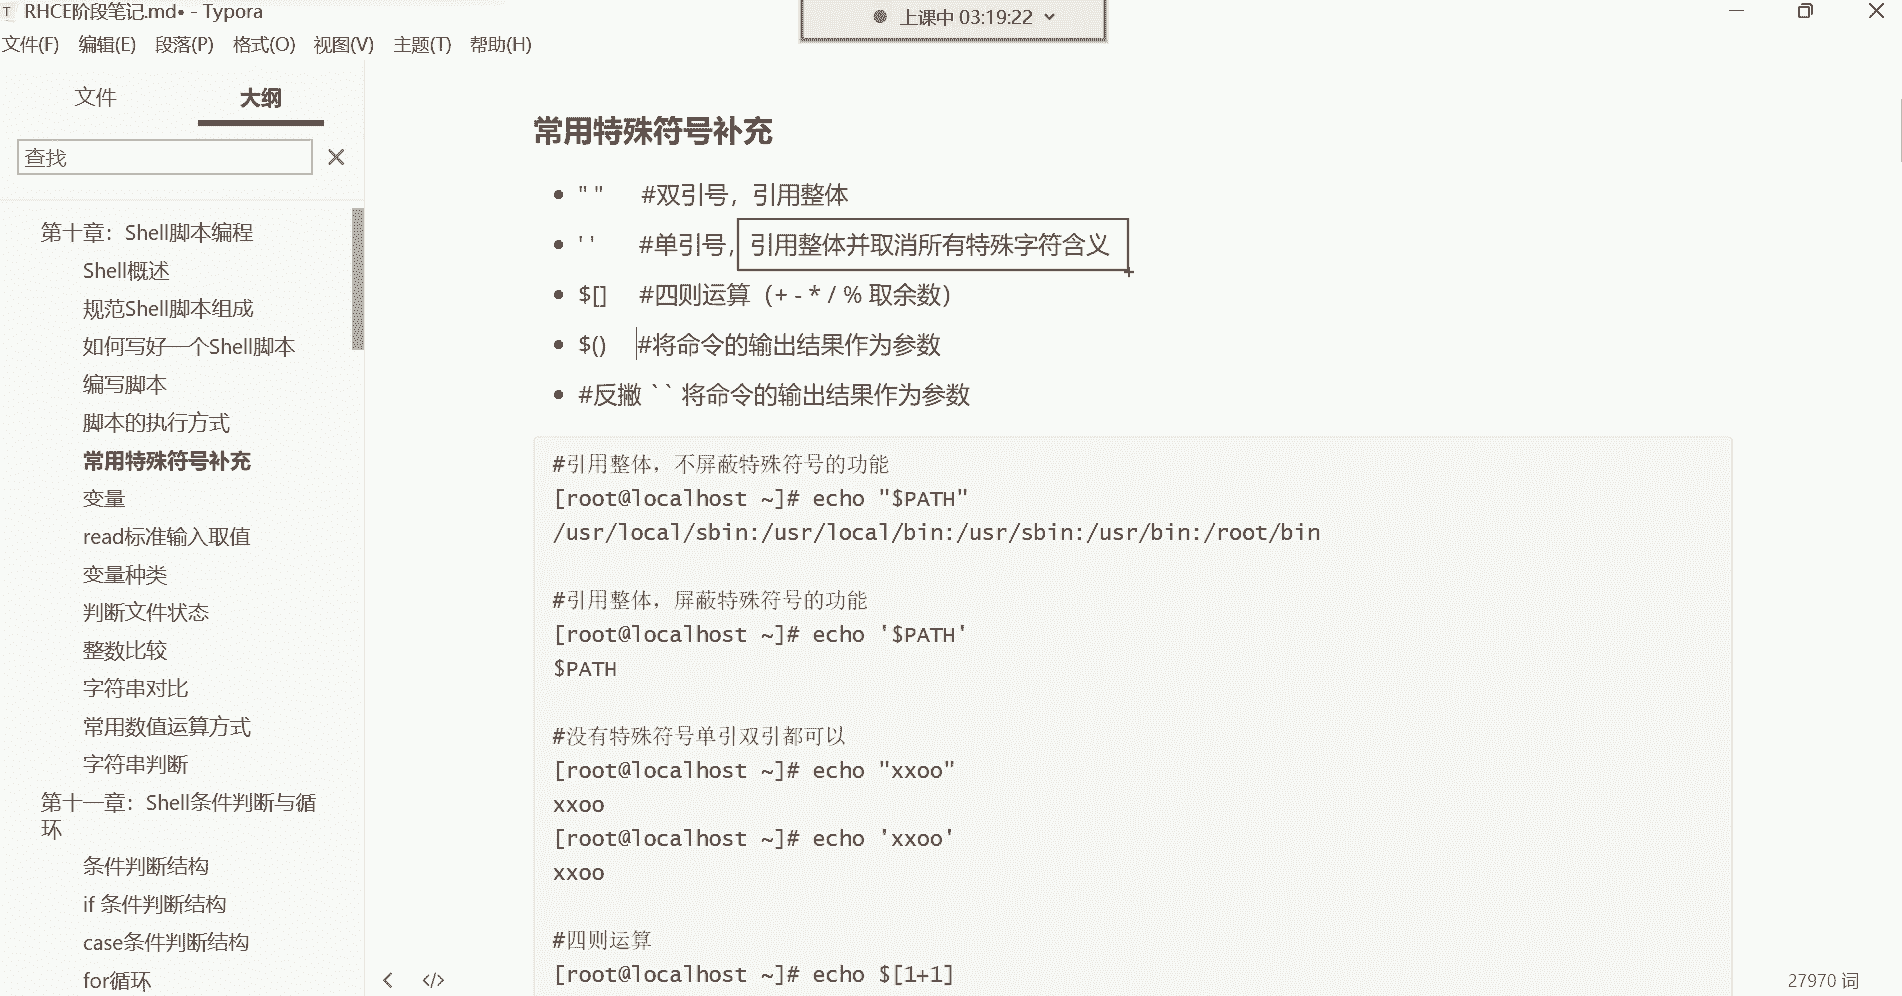 RHCE阶段笔记.md• - Typora
上课中 03:19:22
文件(F) 编辑(E) 段落(P) 格式(O) 视图(V) 主题(T) 帮助(H)
文件 大纲
查找
第十章：Shell脚本编程
Shell概述
规范Shell脚本组成
如何写好一个Shell脚本
编写脚本
脚本的执行方式
常用特殊符号补充
变量
read标准输入取值
变量种类
判断文件状态
整数比较
字符串对比
常用数值运算方式
字符串判断
第十一章：Shell条件判断与循
环
条件判断结构
if 条件判断结构
case条件判断结构
for循环
常用特殊符号补充
• " " #双引号，引用整体
• ' ' #单引号，引用整体并取消所有特殊字符含义
• $[] #四则运算（+ - * / % 取余数）
• $() #将命令的输出结果作为参数
• #反撇 ` ` 将命令的输出结果作为参数
#引用整体，不屏蔽特殊符号的功能
[root@localhost ~]# echo "$PATH"
/usr/local/sbin:/usr/local/bin:/usr/sbin:/usr/bin:/root/bin
#引用整体，屏蔽特殊符号的功能
[root@localhost ~]# echo '$PATH'
$PATH
#没有特殊符号单引双引都可以
[root@localhost ~]# echo "xxoo"
xxoo
[root@localhost ~]# echo 'xxoo'
xxoo
#四则运算
[root@localhost ~]# echo $[1+1]
</> 27970 词